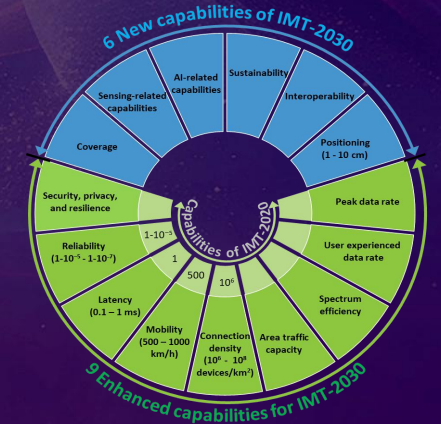 6 New capabilities of IMT-2030
Coverage
Sensing-related
capabilities
AI-related
capabilities
Sustainability
Interoperability
Positioning
(1 - 10 cm)
Security, privacy,
and resilience
Reliability
(1-10⁻⁵ - 1-10⁻⁷)
Latency
(0.1 – 1 ms)
Mobility
(500 – 1000
km/h)
Connection
density
(10⁶ - 10⁸
devices/km²)
Area traffic
capacity
Spectrum
efficiency
User experienced
data rate
Peak data rate
1-10⁻⁵
1
500
10⁶
Capabilities of IMT-2020
9 Enhanced capabilities for IMT-2030